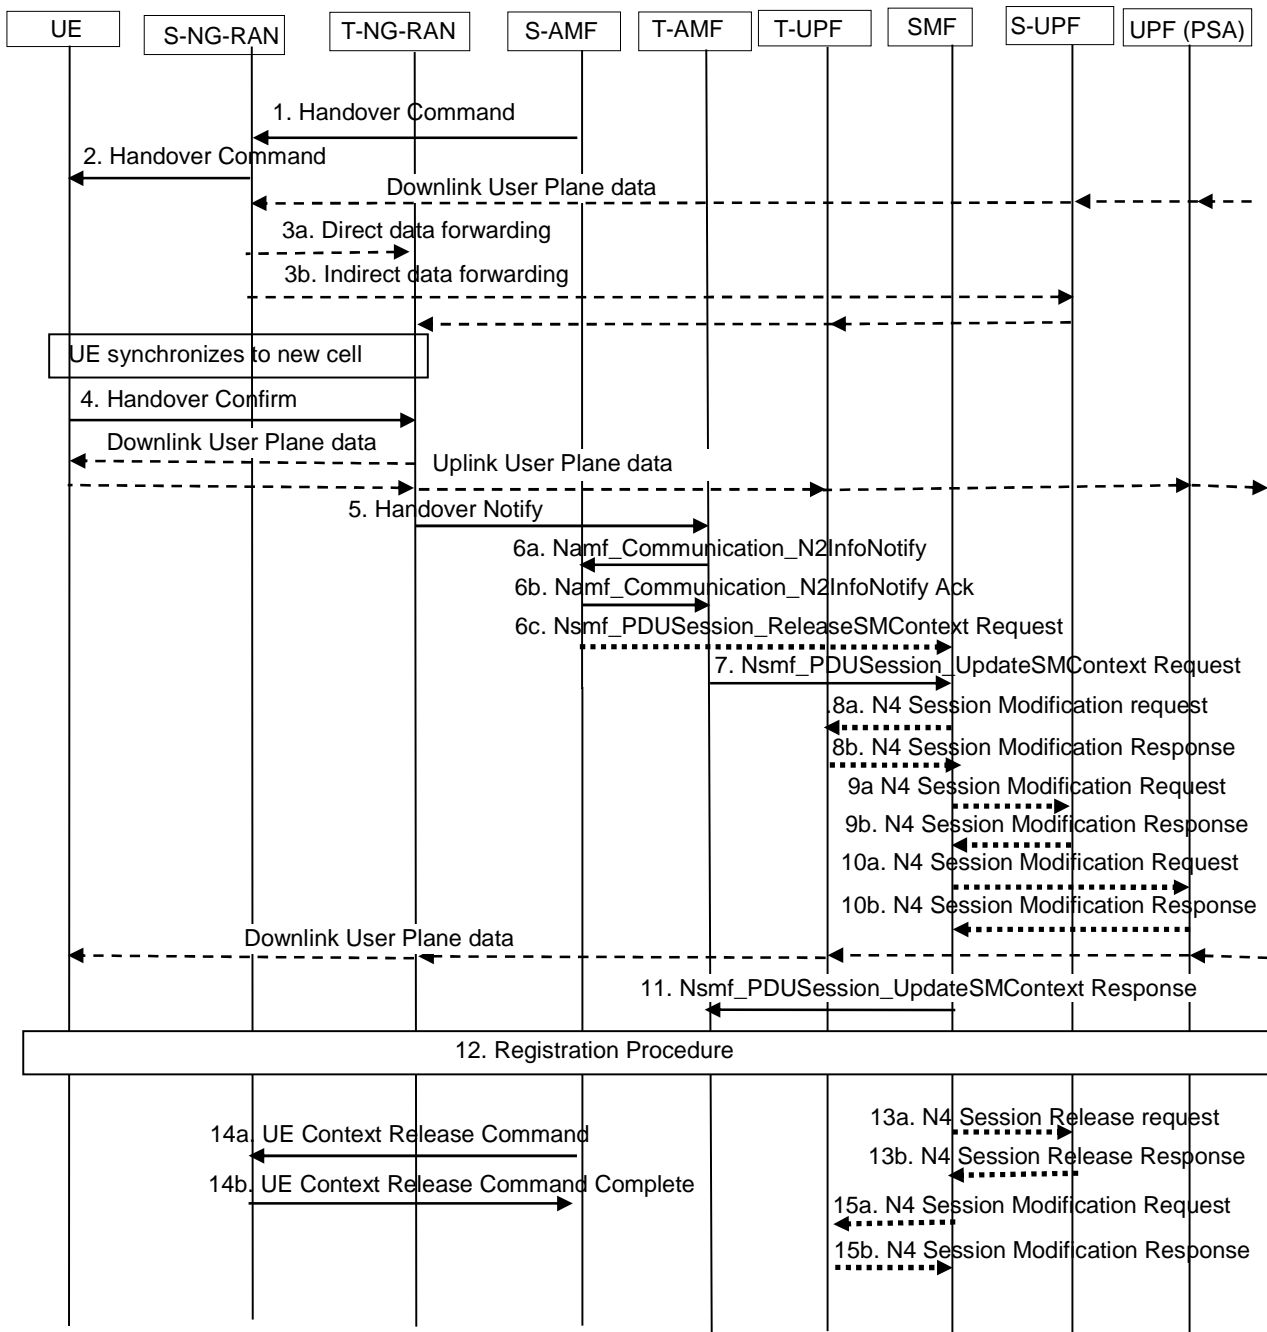 UE
S-NG-RAN
T-NG-RAN
S-AMF
T-AMF
T-UPF
SMF
S-UPF
UPF (PSA)
1. Handover Command
2. Handover Command
Downlink User Plane data
3a. Direct data forwarding
3b. Indirect data forwarding
UE synchronizes to new cell
4. Handover Confirm
Downlink User Plane data
Uplink User Plane data
5. Handover Notify
6a. Namf_Communication_N2InfoNotify
6b. Namf_Communication_N2InfoNotify Ack
6c. Nsmf_PDUSession_ReleaseSMContext Request
7. Nsmf_PDUSession_UpdateSMContext Request
.8a. N4 Session Modification request
8b. N4 Session Modification Response
9a N4 Session Modification Request
9b. N4 Session Modification Response
10a. N4 Session Modification Request
10b. N4 Session Modification Response
Downlink User Plane data
11. Nsmf_PDUSession_UpdateSMContext Response
12. Registration Procedure
13a. N4 Session Release request
14a. UE Context Release Command
13b. N4 Session Release Response
14b. UE Context Release Command Complete
15a. N4 Session Modification Request
15b. N4 Session Modification Response